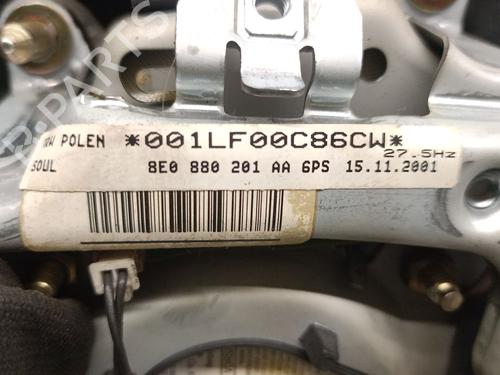 TRW POLEN *001LF00C86CW*
27.5Hz
SOUL 8E0 880 201 AA 6PS 15.11.2001